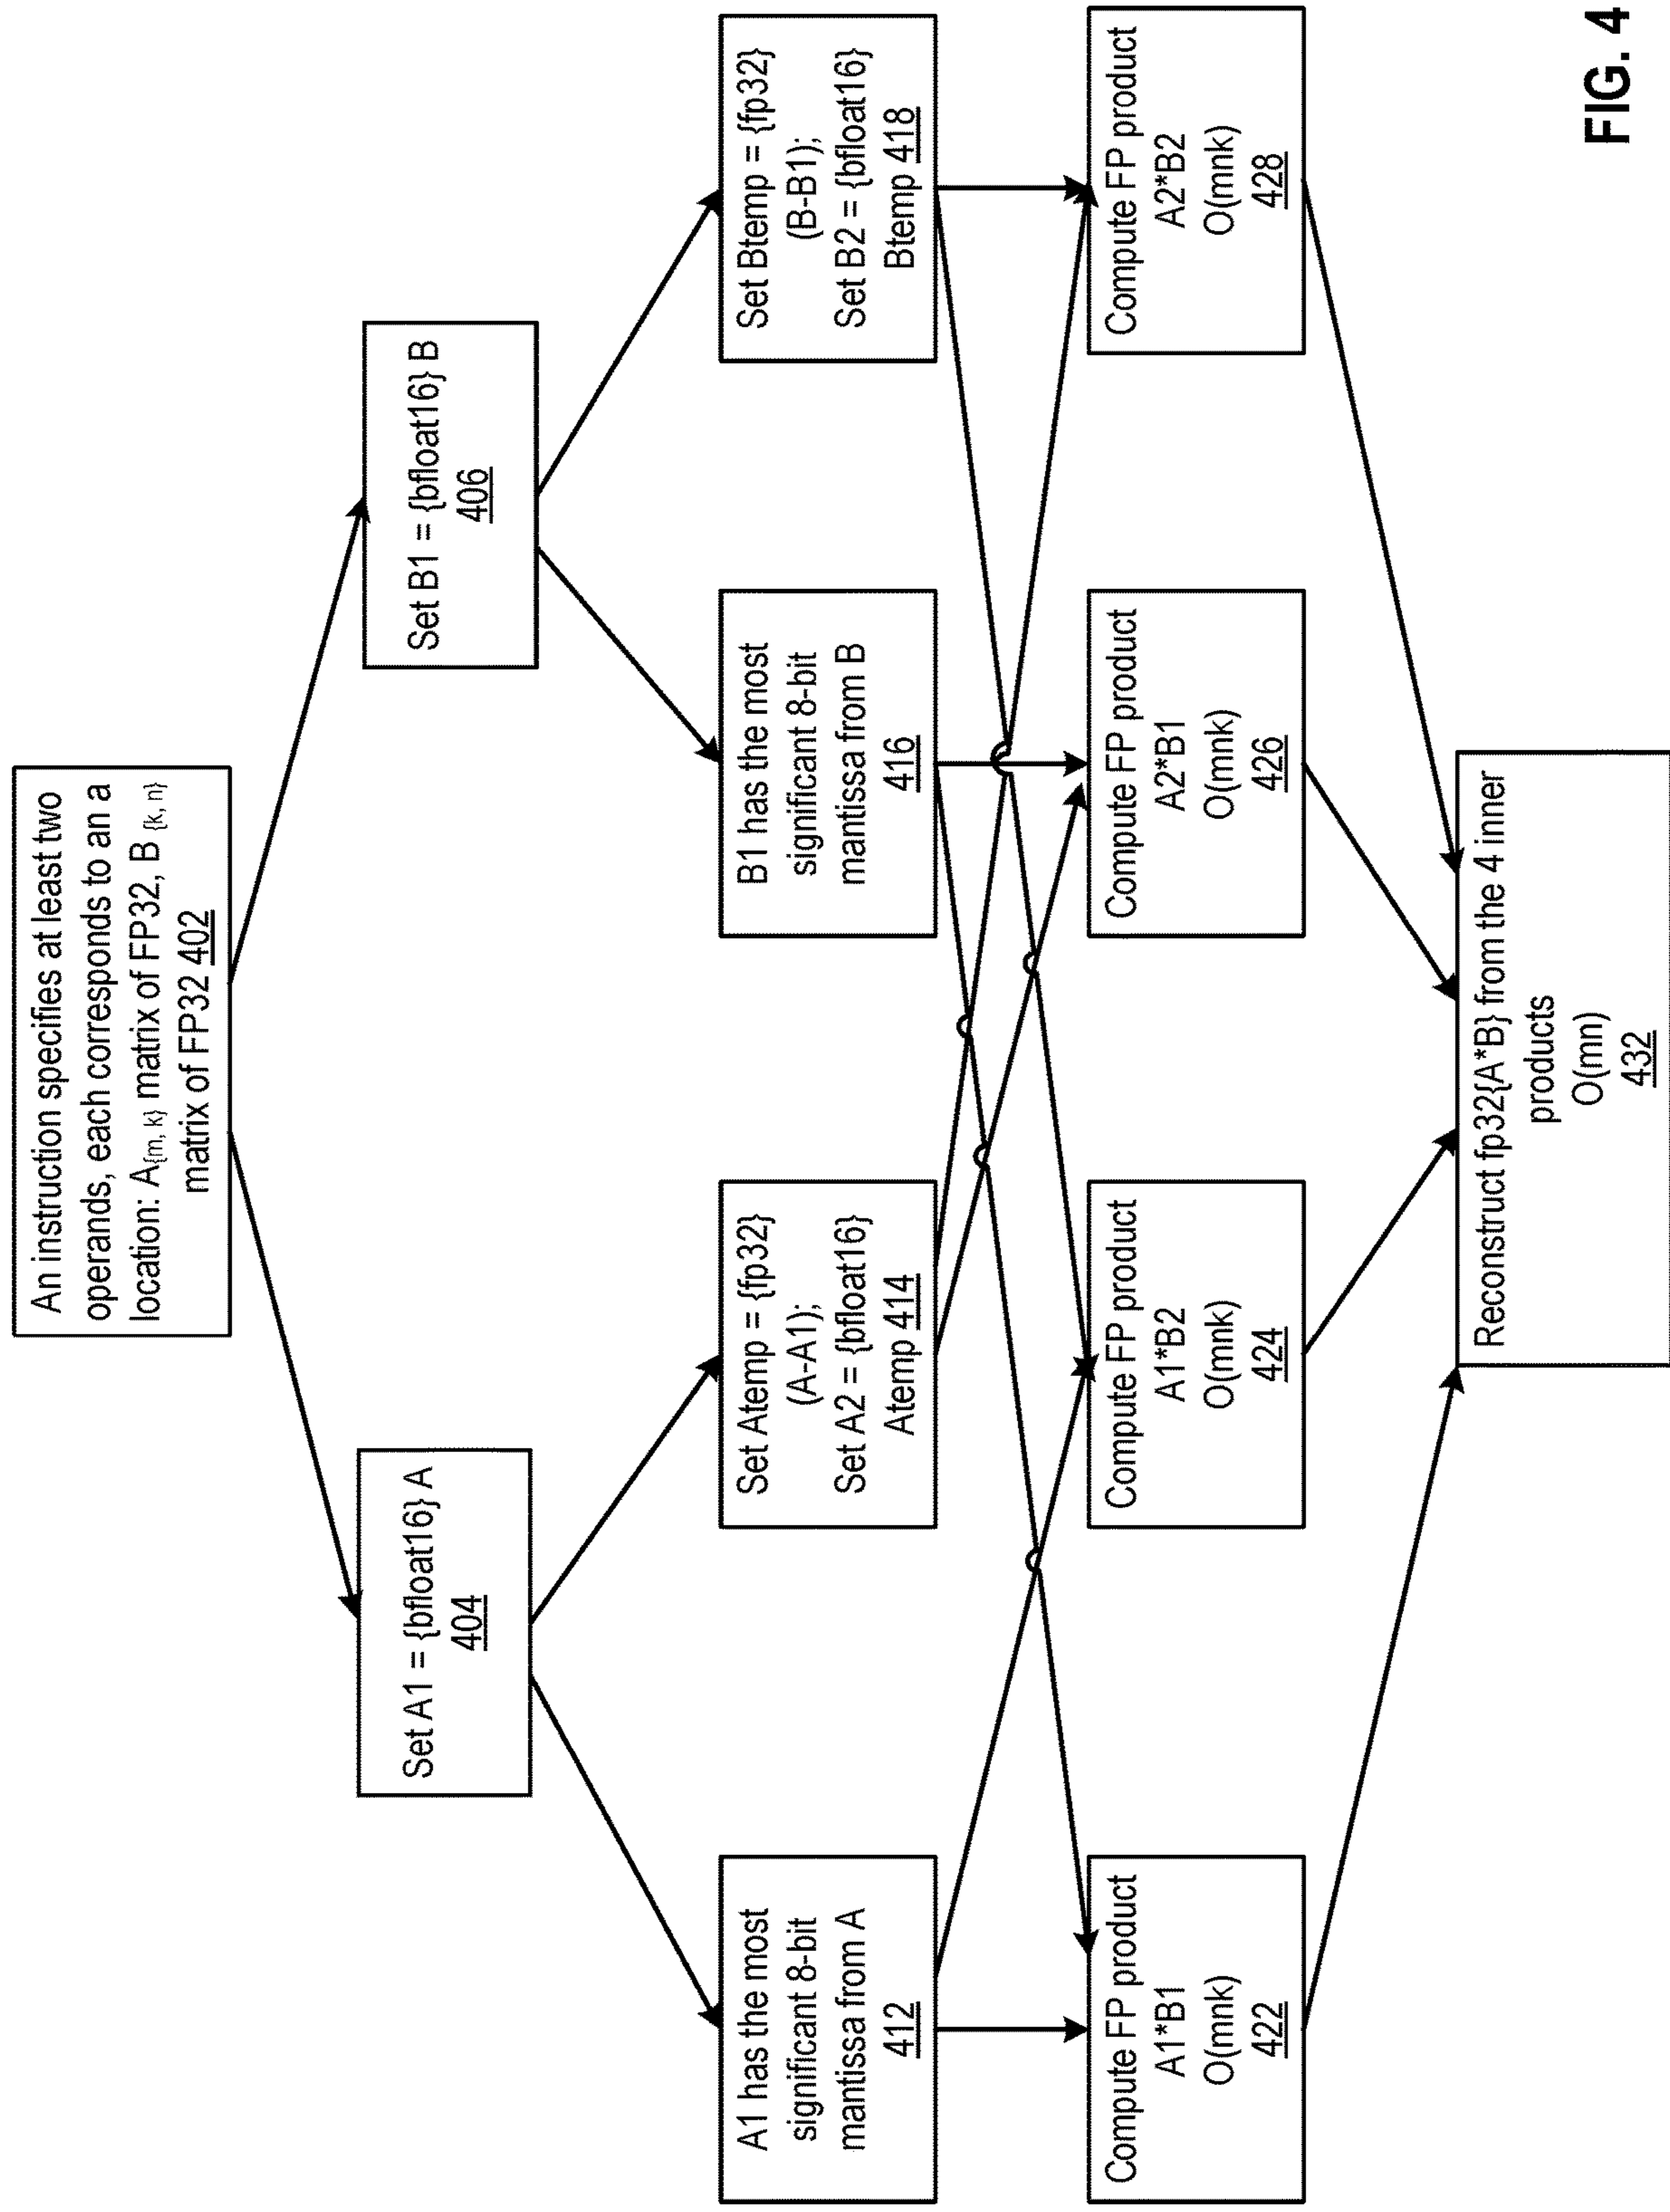 An instruction specifies at least two
operands, each corresponds to an a
location: A{m, k} matrix of FP32, B {k, n}
matrix of FP32 402
Set A1 = {bfloat16} A
404
Set B1 = {bfloat16} B
406
A1 has the most
significant 8-bit
mantissa from A
412
Set Atemp = {fp32}
(A-A1);
Set A2 = {bfloat16}
Atemp 414
B1 has the most
significant 8-bit
mantissa from B
416
Set Btemp = {fp32}
(B-B1);
Set B2 = {bfloat16}
Btemp 418
Compute FP product
A1*B1
O(mnk)
422
Compute FP product
A1*B2
O(mnk)
424
Compute FP product
A2*B1
O(mnk)
426
Compute FP product
A2*B2
O(mnk)
428
Reconstruct fp32{A*B} from the 4 inner
products
O(mn)
432
FIG. 4